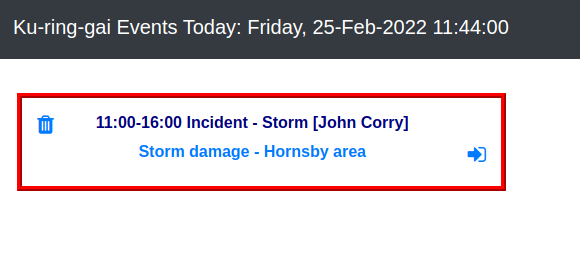 Ku-ring-gai Events Today: Friday, 25-Feb-2022 11:44:00
11:00-16:00 Incident - Storm [John Corry]
Storm damage - Hornsby area